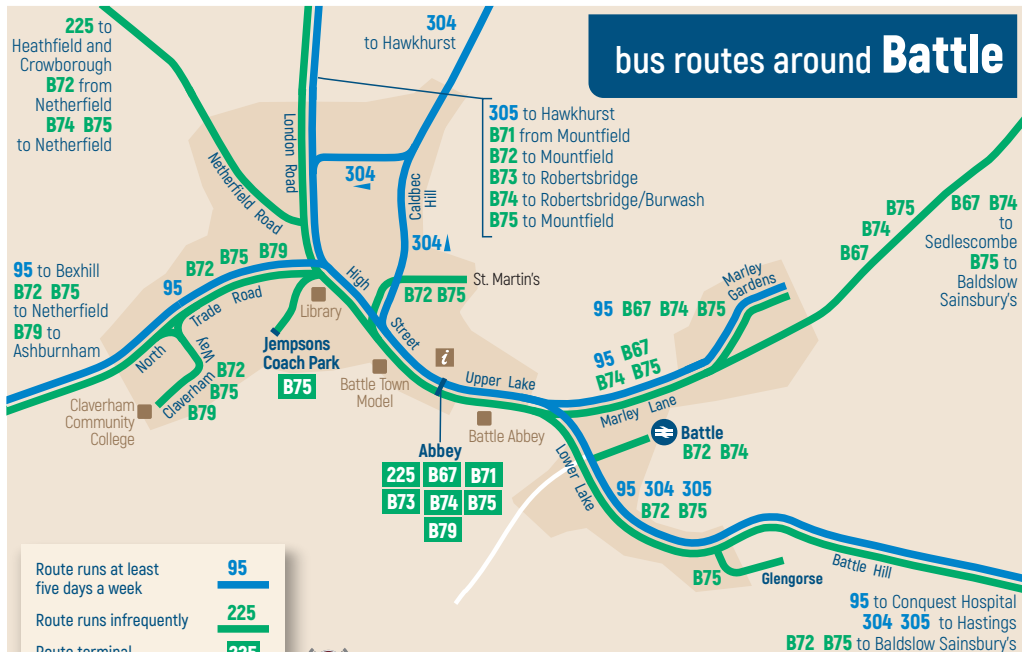 bus routes around Battle
225 to
Heathfield and
Crowborough
B72 from
Netherfield
B74 B75
to Netherfield
304
to Hawkhurst
305 to Hawkhurst
B71 from Mountfield
B72 to Mountfield
B73 to Robertsbridge
B74 to Robertsbridge/Burwash
B75 to Mountfield
London Road
Netherfield Road
304
Caldbec
Hill
304
B67 B74
to
Sedlescombe
B75 to
Baldslow
Sainsbury's
B75
B74
B67
95 to Bexhill
B72 B75
to Netherfield
B79 to
Ashburnham
95
B72
B75
B79
North Trade Road
High Street
Library
St. Martin's
B72 B75
Marley
Gardens
95 B67 B74 B75
Jempsons
Coach Park
B75
Claverham Way
B72
B75
B79
Claverham
Community
College
Battle Town
Model
i
Upper Lake
95 B67
B74 B75
Marley Lane
Battle Abbey
Battle
B72 B74
Abbey
225 B67 B71
B73 B74 B75
B79
Lower Lake
95 304 305
B72 B75
B75
Glengorse
Battle Hill
95 to Conquest Hospital
304 305 to Hastings
B72 B75 to Baldslow Sainsbury's
Route runs at least
five days a week
95
Route runs infrequently
225
Route terminal
225